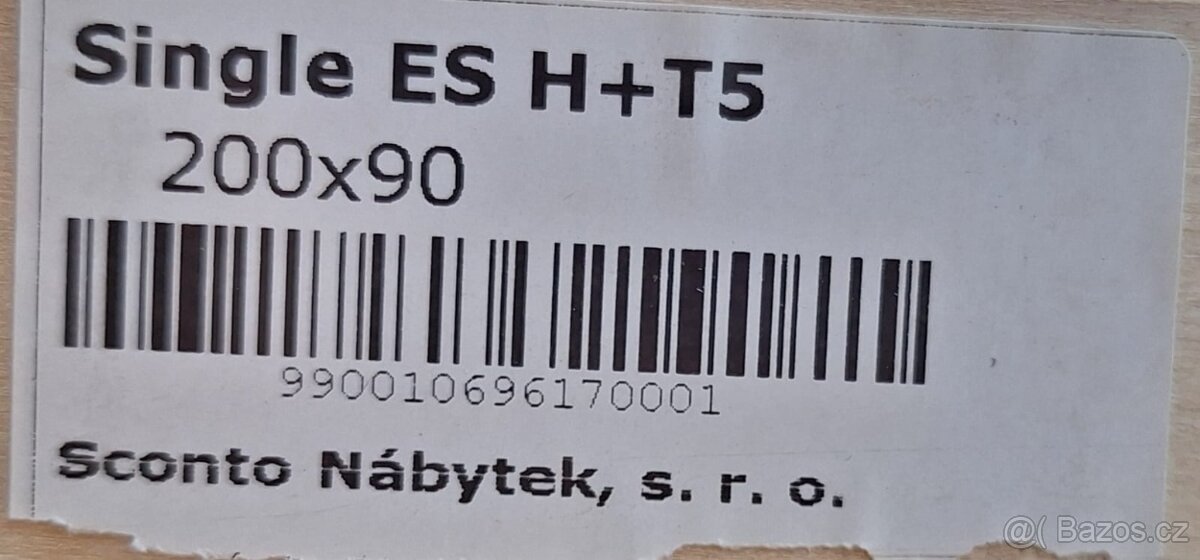 Single ES H+T5
200x90
990010696170001
Sconto Nábytek, s. r. o.
@( Bazos.cz